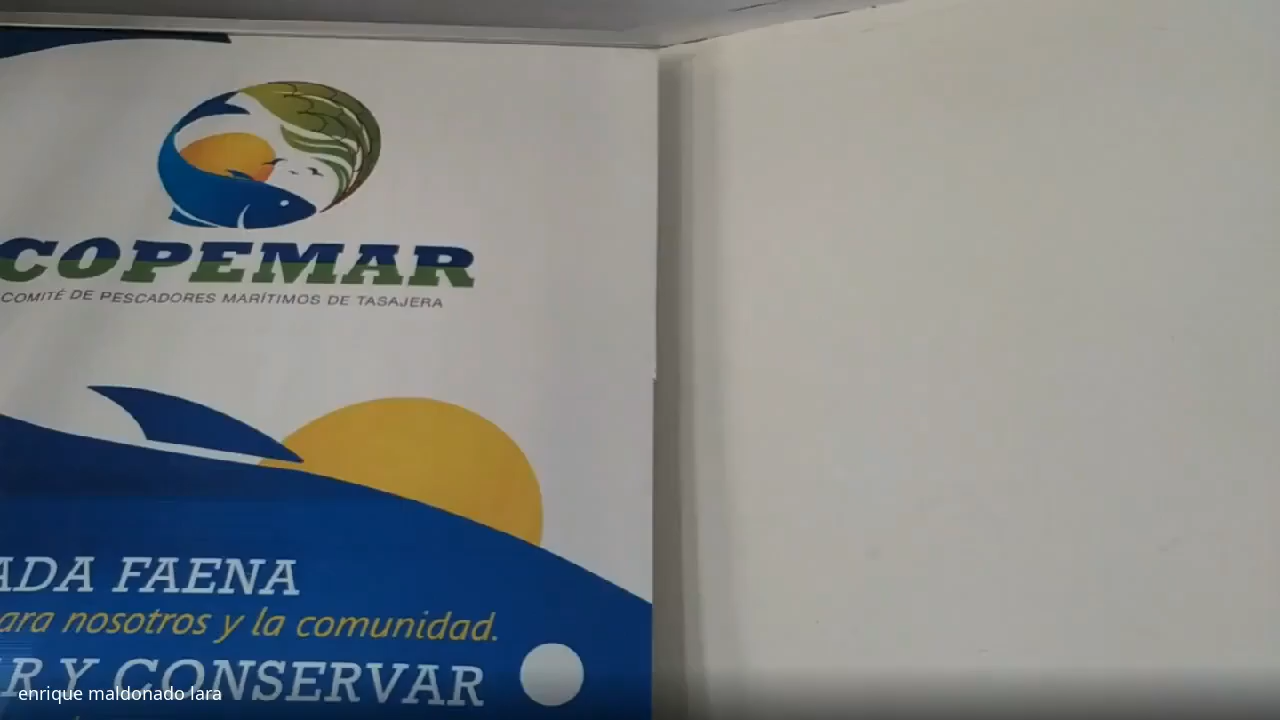 COPEMAR
COMITÉ DE PESCADORES MARÍTIMOS DE TASAJERA
ADA FAENA
ara nosotros y la comunidad.
R Y CONSERVAR
enrique maldonado lara